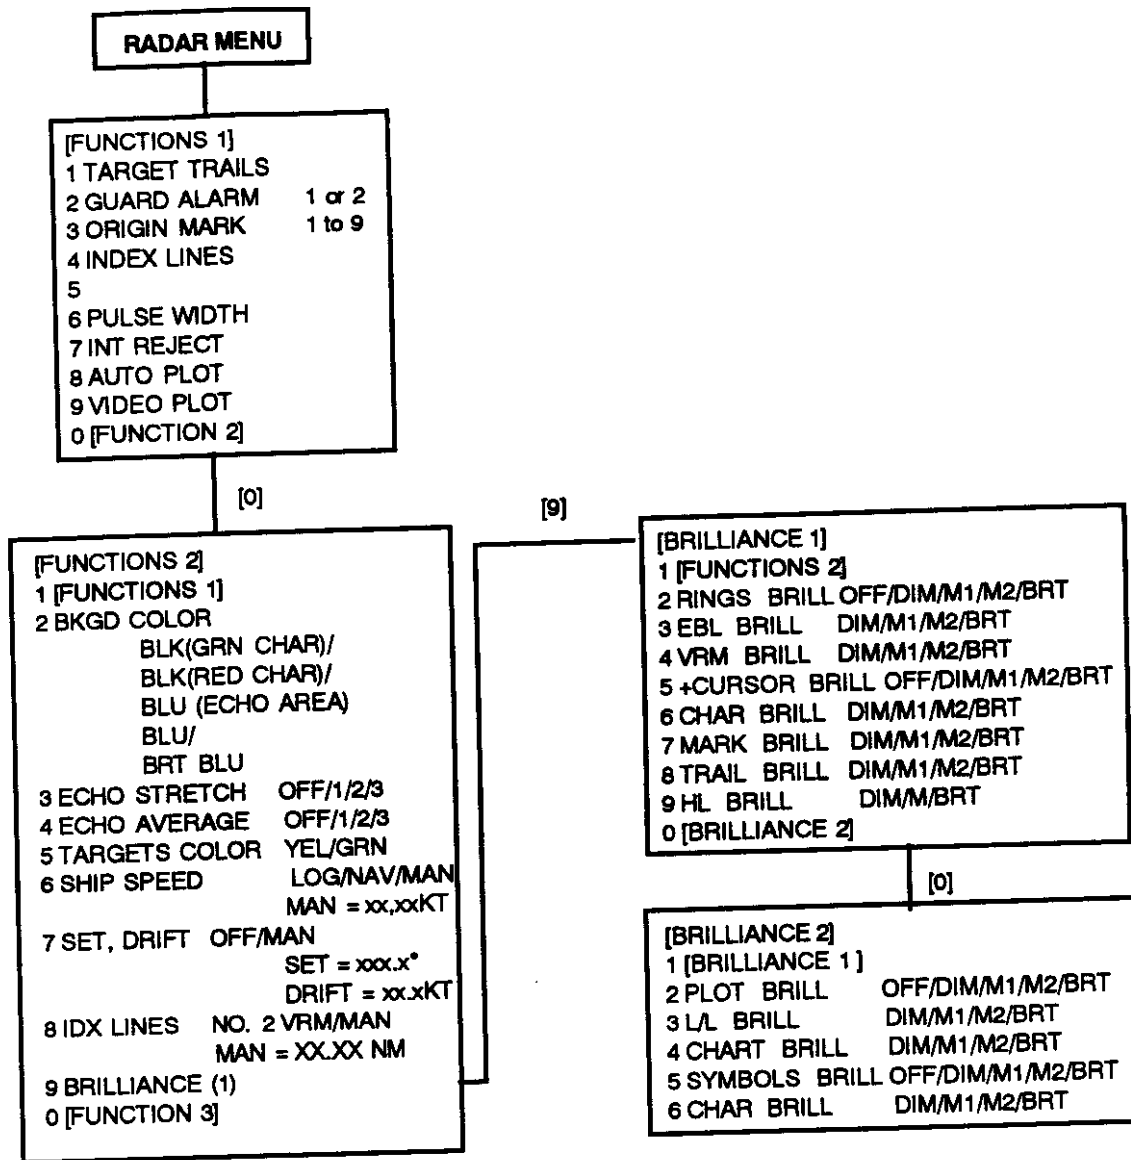 RADAR MENU
[FUNCTIONS 1]
1 TARGET TRAILS
2 GUARD ALARM 1 or 2
3 ORIGIN MARK 1 to 9
4 INDEX LINES
5
6 PULSE WIDTH
7 INT REJECT
8 AUTO PLOT
9 VIDEO PLOT
0 [FUNCTION 2]
[0]
[FUNCTIONS 2]
1 [FUNCTIONS 1]
2 BKGD COLOR
BLK(GRN CHAR)/
BLK(RED CHAR)/
BLU (ECHO AREA)
BLU/
BRT BLU
3 ECHO STRETCH OFF/1/2/3
4 ECHO AVERAGE OFF/1/2/3
5 TARGETS COLOR YEL/GRN
6 SHIP SPEED LOG/NAV/MAN
MAN = xx,xxKT
7 SET, DRIFT OFF/MAN
SET = xxx.x°
DRIFT = xx.xKT
8 IDX LINES NO. 2 VRM/MAN
MAN = XX.XX NM
9 BRILLIANCE (1)
0 [FUNCTION 3]
[9]
[BRILLIANCE 1]
1 [FUNCTIONS 2]
2 RINGS BRILL OFF/DIM/M1/M2/BRT
3 EBL BRILL DIM/M1/M2/BRT
4 VRM BRILL DIM/M1/M2/BRT
5 +CURSOR BRILL OFF/DIM/M1/M2/BRT
6 CHAR BRILL DIM/M1/M2/BRT
7 MARK BRILL DIM/M1/M2/BRT
8 TRAIL BRILL DIM/M1/M2/BRT
9 HL BRILL DIM/M/BRT
0 [BRILLIANCE 2]
[0]
[BRILLIANCE 2]
1 [BRILLIANCE 1 ]
2 PLOT BRILL OFF/DIM/M1/M2/BRT
3 L/L BRILL DIM/M1/M2/BRT
4 CHART BRILL DIM/M1/M2/BRT
5 SYMBOLS BRILL OFF/DIM/M1/M2/BRT
6 CHAR BRILL DIM/M1/M2/BRT